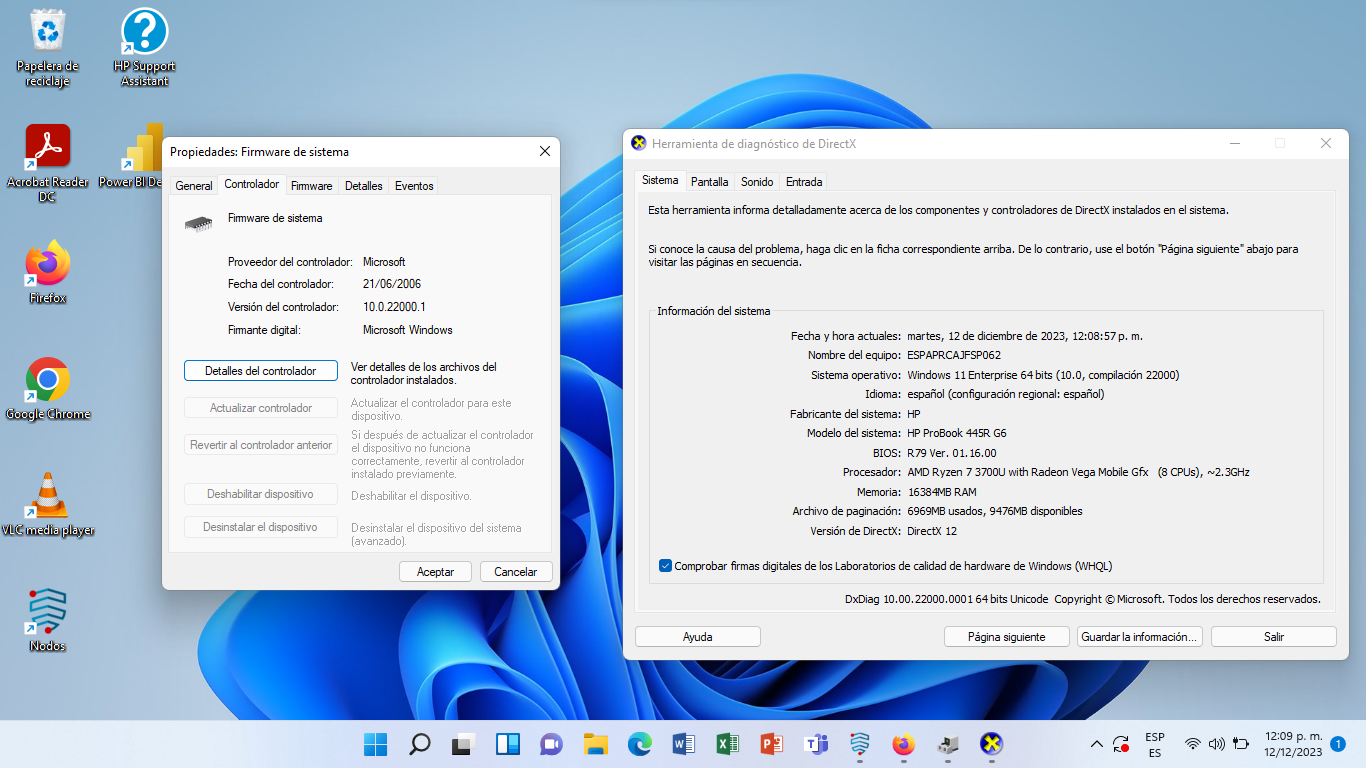 Papelera de
reciclaje
HP Support
Assistant
Acrobat Reader
DC
Power BI De
Firefox
Google Chrome
VLC media player
Nodos
Propiedades: Firmware de sistema
General
Controlador
Firmware
Detalles
Eventos
Firmware de sistema
Proveedor del controlador: Microsoft
Fecha del controlador: 21/06/2006
Versión del controlador: 10.0.22000.1
Firmante digital: Microsoft Windows
Detalles del controlador
Ver detalles de los archivos del
controlador instalados.
Actualizar controlador
Actualizar el controlador para este
dispositivo.
Revertir al controlador anterior
Si después de actualizar el controlador
el dispositivo no funciona
correctamente, revertir al controlador
instalado previamente.
Deshabilitar dispositivo
Deshabilitar el dispositivo.
Desinstalar el dispositivo
Desinstalar el dispositivo del sistema
(avanzado).
Aceptar
Cancelar
Herramienta de diagnóstico de DirectX
Sistema
Pantalla
Sonido
Entrada
Esta herramienta informa detalladamente acerca de los componentes y controladores de DirectX instalados en el sistema.
Si conoce la causa del problema, haga clic en la ficha correspondiente arriba. De lo contrario, use el botón "Página siguiente" abajo para
visitar las páginas en secuencia.
Información del sistema
Fecha y hora actuales: martes, 12 de diciembre de 2023, 12:08:57 p. m.
Nombre del equipo: ESPAPRCAJFSP062
Sistema operativo: Windows 11 Enterprise 64 bits (10.0, compilación 22000)
Idioma: español (configuración regional: español)
Fabricante del sistema: HP
Modelo del sistema: HP ProBook 445R G6
BIOS: R79 Ver. 01.16.00
Procesador: AMD Ryzen 7 3700U with Radeon Vega Mobile Gfx (8 CPUs), ~2.3GHz
Memoria: 16384MB RAM
Archivo de paginación: 6969MB usados, 9476MB disponibles
Versión de DirectX: DirectX 12
Comprobar firmas digitales de los Laboratorios de calidad de hardware de Windows (WHQL)
DxDiag 10.00.22000.0001 64 bits Unicode Copyright © Microsoft. Todos los derechos reservados.
Ayuda
Página siguiente
Guardar la información...
Salir
ESP
ES
12:09 p. m.
12/12/2023
1